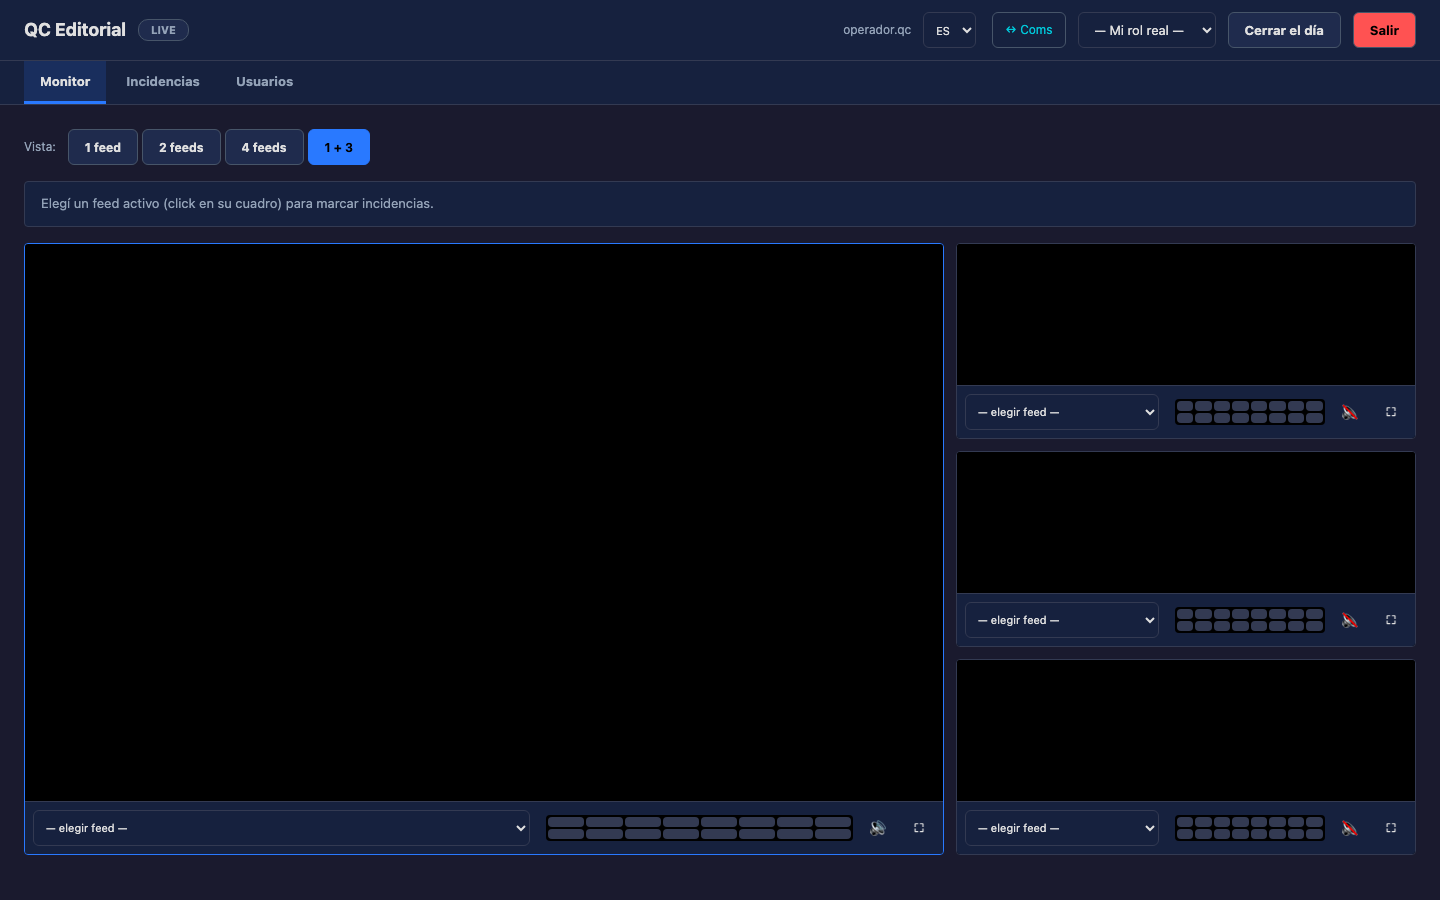 QC Editorial LIVE operador.qc ES ↔ Coms — Mi rol real — Cerrar el día Salir
Monitor Incidencias Usuarios
Vista: 1 feed 2 feeds 4 feeds 1 + 3
Elegí un feed activo (click en su cuadro) para marcar incidencias.
— elegir feed —
— elegir feed —
— elegir feed —
— elegir feed —